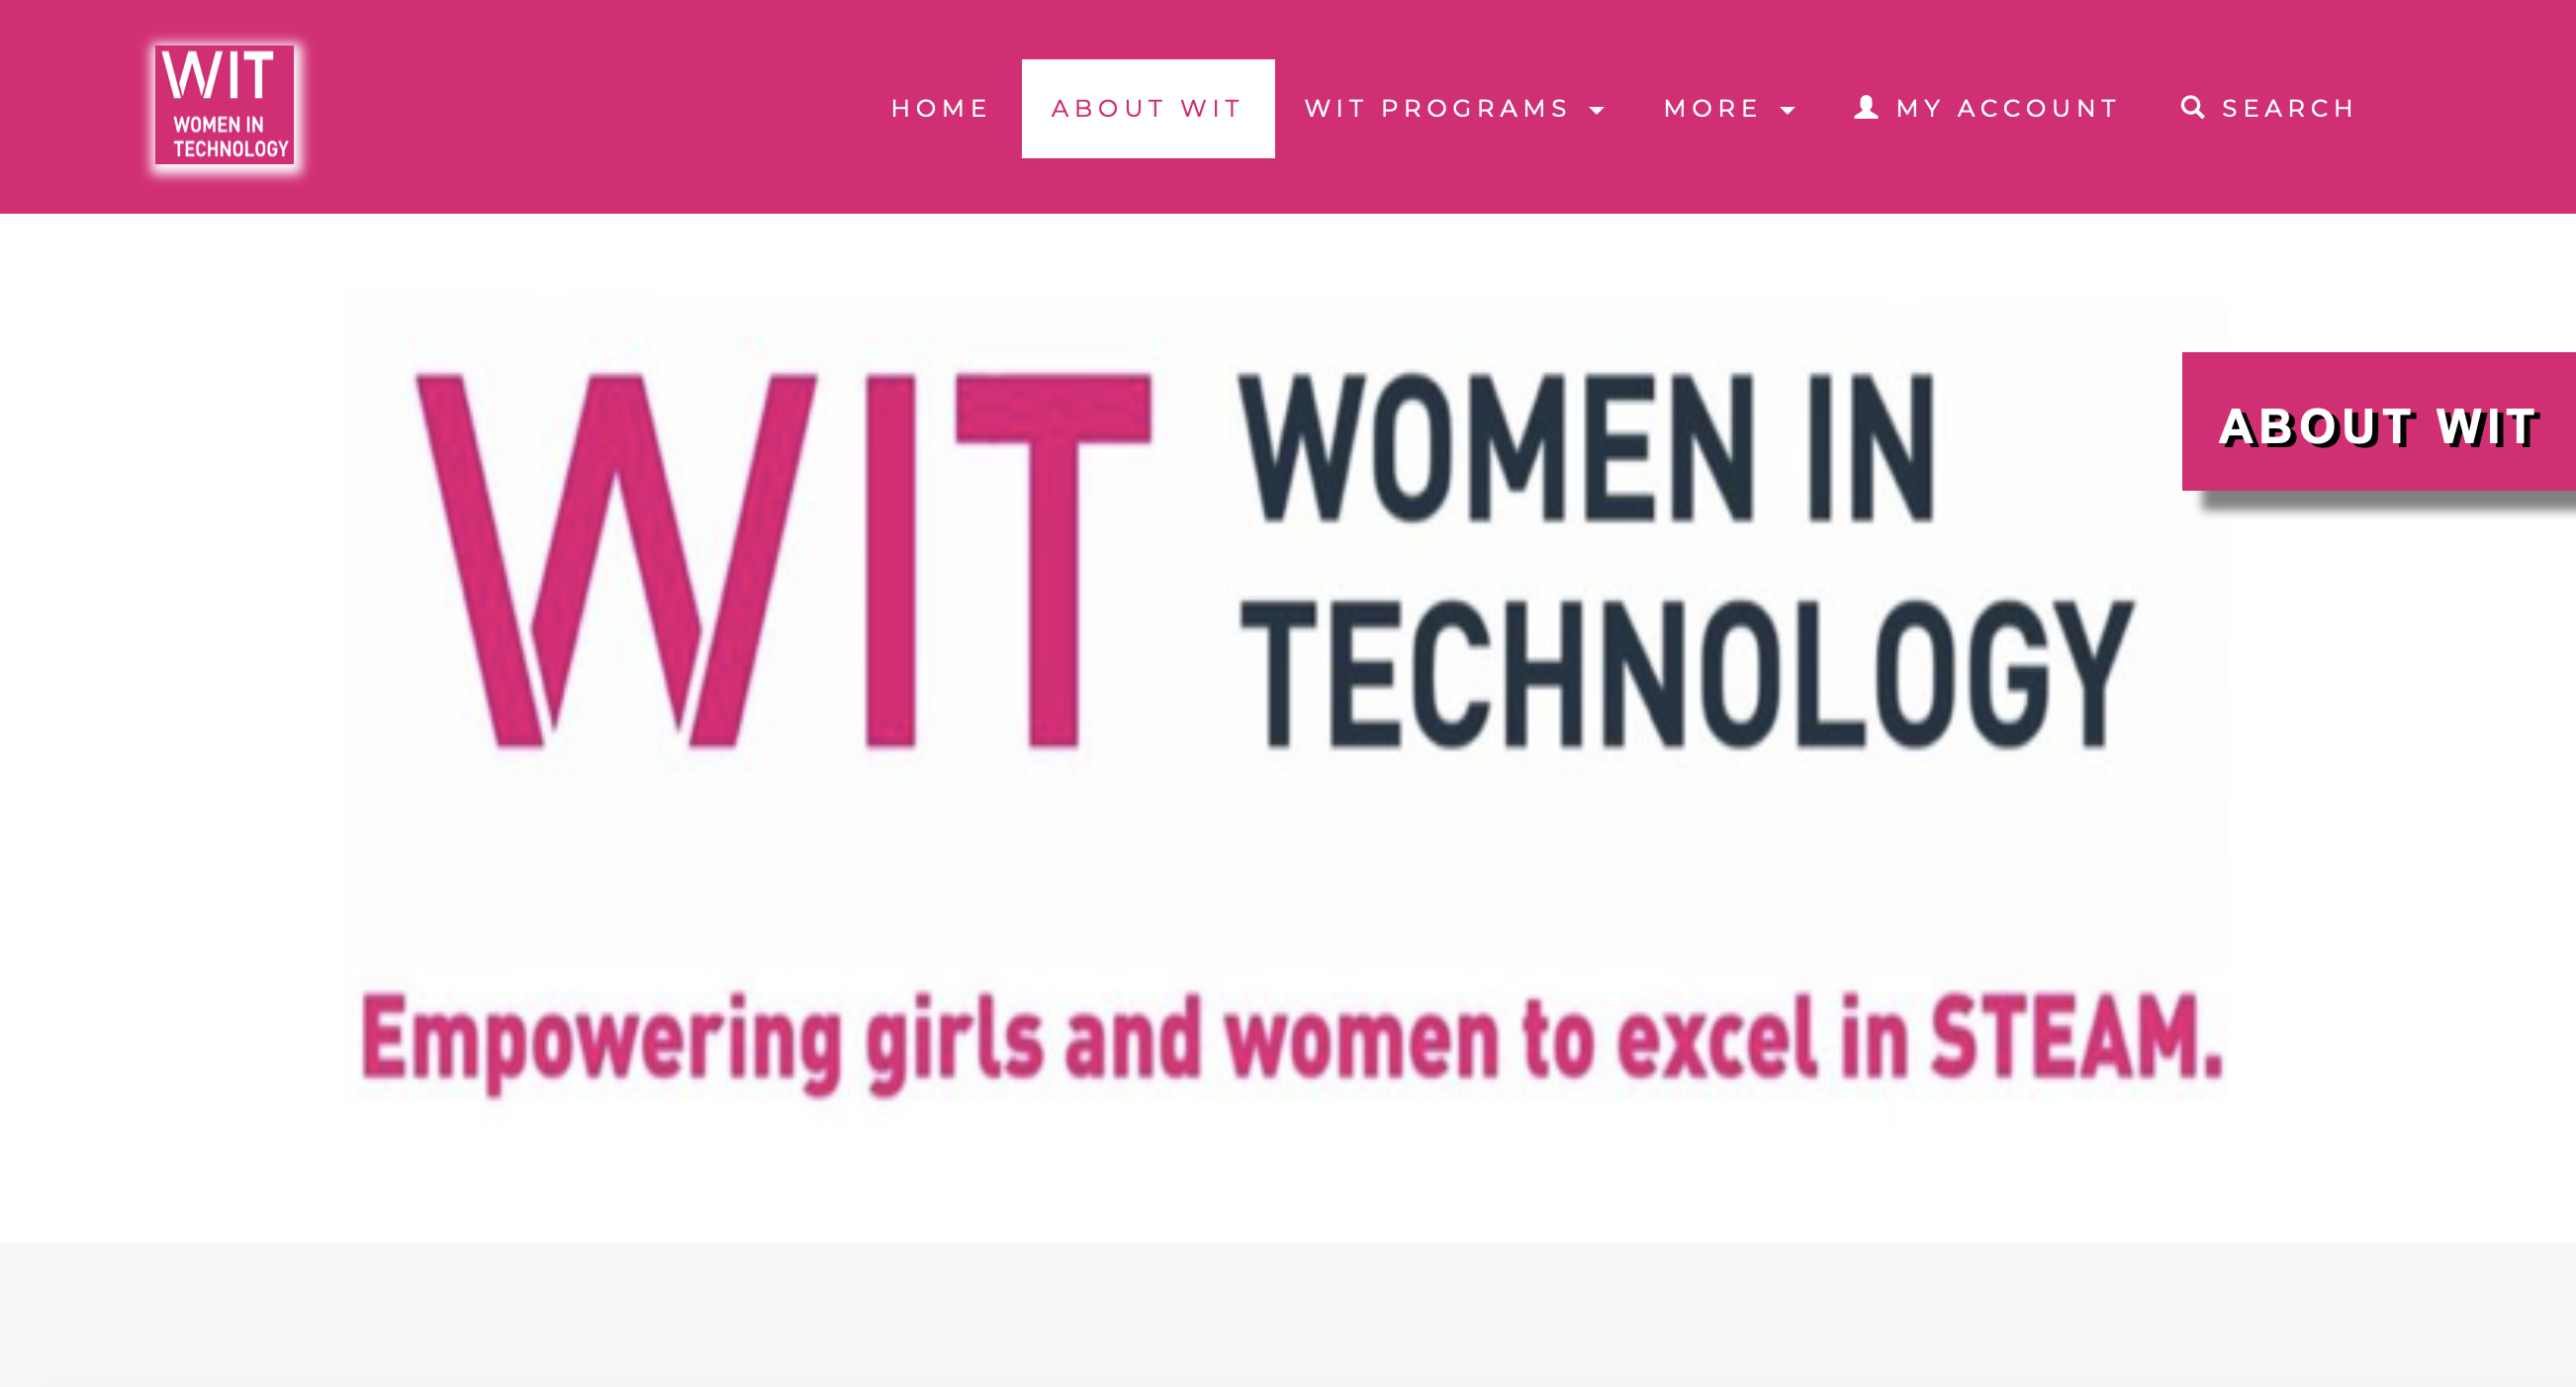 WIT
WOMEN IN
TECHNOLOGY
HOME ABOUT WIT WIT PROGRAMS MORE MY ACCOUNT SEARCH
WIT WOMEN IN
TECHNOLOGY
ABOUT WIT
Empowering girls and women to excel in STEAM.